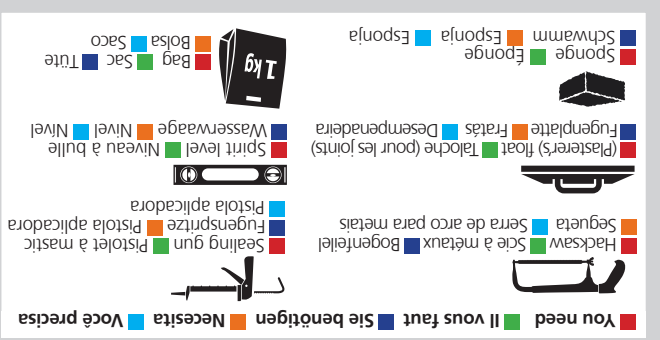 You need Il vous faut Sie benötigen Necesita Você precisa
Hacksaw Scie à métaux Bogenfeile
Segueta Serra de arco para metais
Sealing gun Pistolet à mastic
Fugenspritze Pistola aplicadora
Pistola aplicadora
(Plasterer's) float Taloche (pour les joints)
Fugenplatte Fratás Desempenadeira
Spirit level Niveau à bulle
Wasserwaage Nivel Nivel
Sponge Éponge
Schwamm Esponja Esponja
1 kg
Bag Sac Tüte
Bolsa Saco